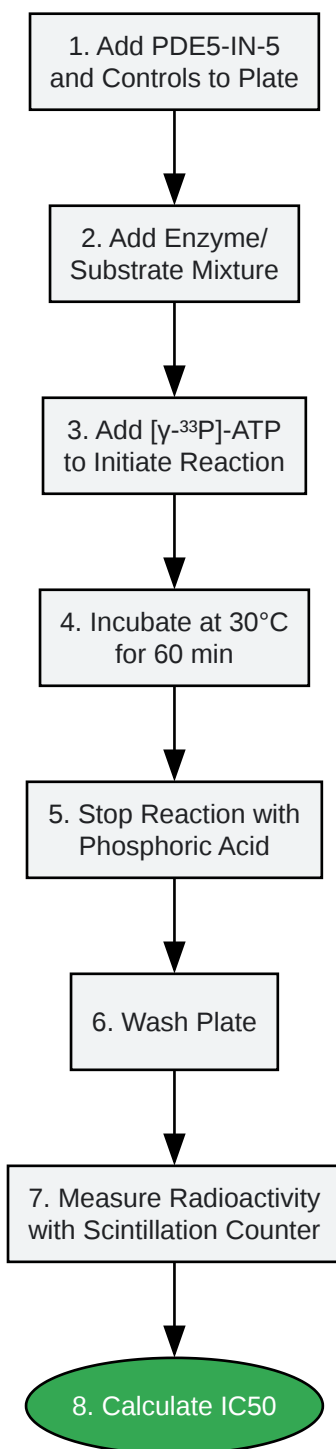 1. Add PDE5-IN-5
and Controls to Plate
2. Add Enzyme/
Substrate Mixture
3. Add [γ-³³P]-ATP
to Initiate Reaction
4. Incubate at 30°C
for 60 min
5. Stop Reaction with
Phosphoric Acid
6. Wash Plate
7. Measure Radioactivity
with Scintillation Counter
8. Calculate IC50